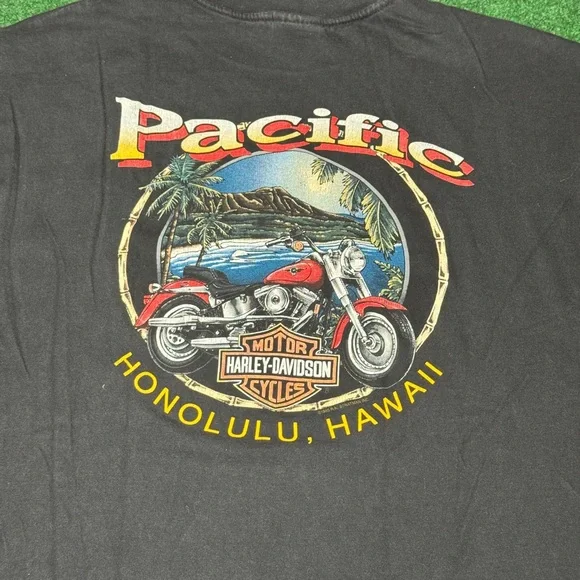 Pacific
MOTOR
HARLEY-DAVIDSON
CYCLES
HONOLULU, HAWAII